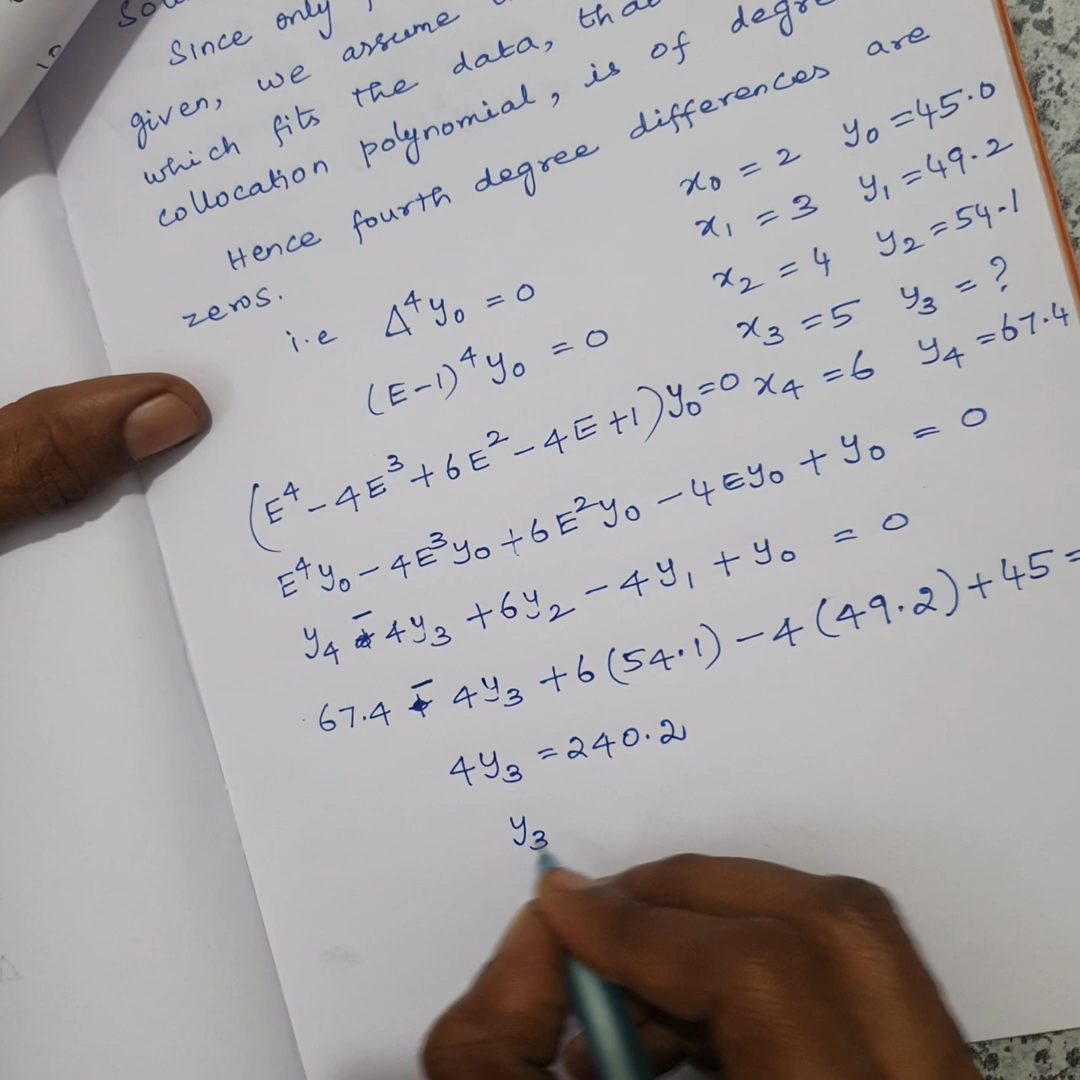 Since only
given, we assume
which fits the data,
collocation polynomial, is of
Hence fourth degree differences are
zeros.
x₀ = 2 y₀ = 45.0
x₁ = 3 y₁ = 49.2
x₂ = 4 y₂ = 54.1
x₃ = 5 y₃ = ?
x₄ = 6 y₄ = 67.4
i.e Δ⁴y₀ = 0
(E-1)⁴y₀ = 0
(E⁴ - 4E³ + 6E² - 4E + 1)y₀ = 0
E⁴y₀ - 4E³y₀ + 6E²y₀ - 4Ey₀ + y₀ = 0
y₄ - 4y₃ + 6y₂ - 4y₁ + y₀ = 0
67.4 - 4y₃ + 6(54.1) - 4(49.2) + 45 =
4y₃ = 240.2
y₃